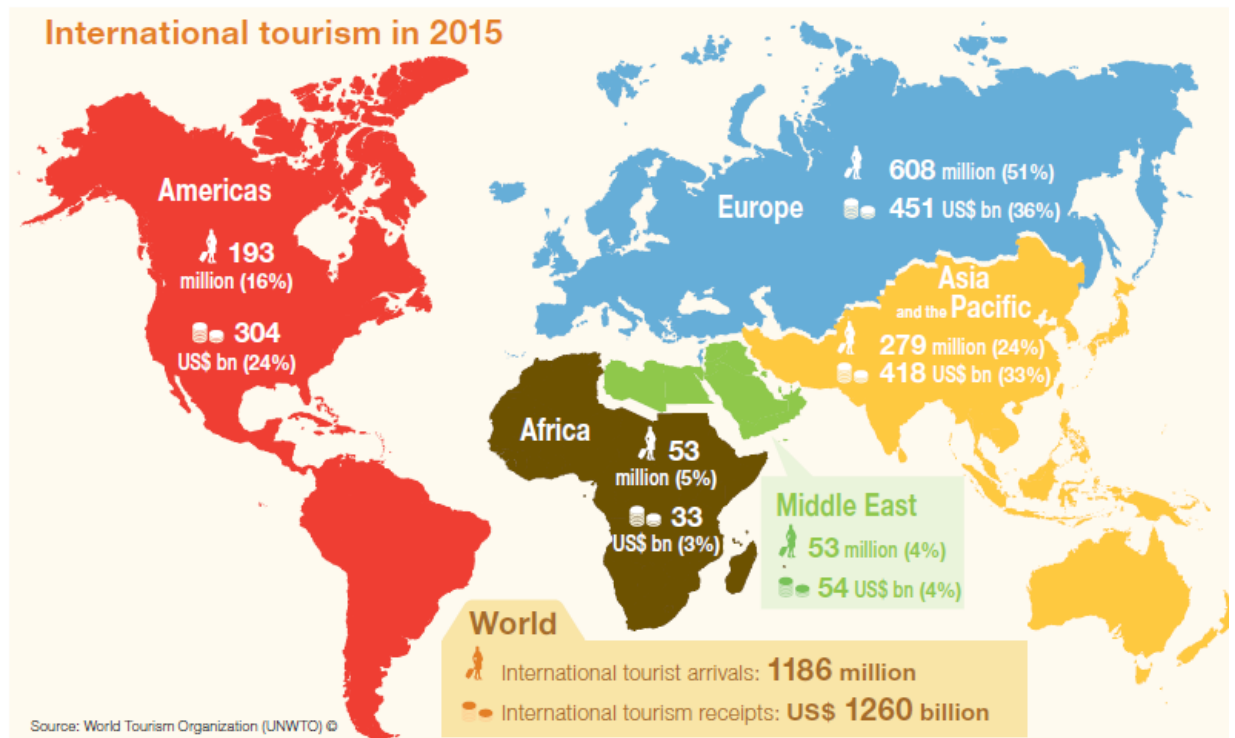 International tourism in 2015
Americas
193
million (16%)
304
US$ bn (24%)
Europe
608 million (51%)
451 US$ bn (36%)
Asia
and the Pacific
279 million (24%)
418 US$ bn (33%)
Africa
53
million (5%)
33
US$ bn (3%)
Middle East
53 million (4%)
54 US$ bn (4%)
World
International tourist arrivals: 1186 million
International tourism receipts: US$ 1260 billion
Source: World Tourism Organization (UNWTO) ©